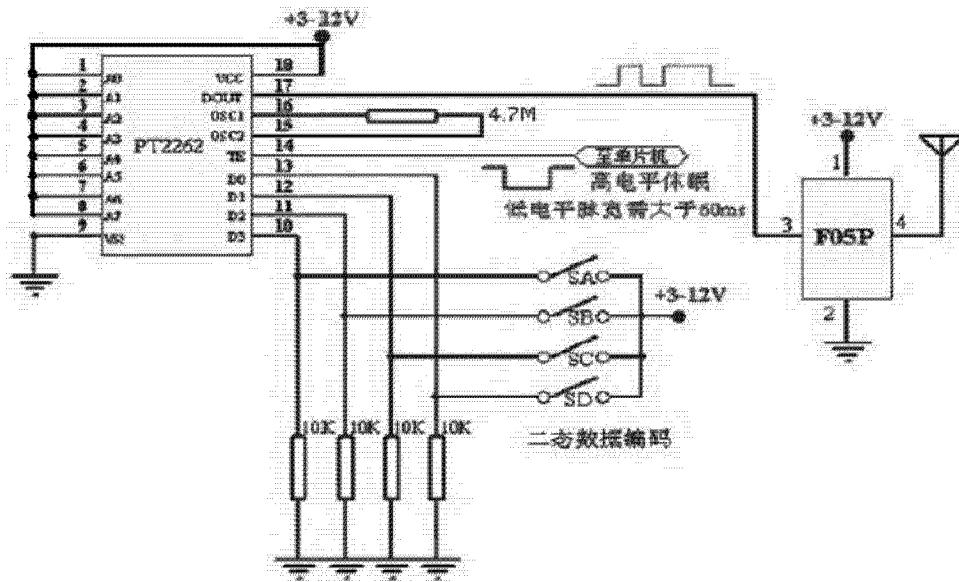 +3-12V
1 A0 VCC 18
2 A1 DOUT 17
3 A2 OSC1 16
4 A3 OSC2 15
5 A4 TE 14
6 A5 D0 13
7 A6 D1 12
8 A7 D2 11
9 VSS D3 10
PT2262
4.7M
至单片机
高电平休眠
低电平脉宽需大于60ms
+3-12V
1
3 F05P 4
2
SA
SB
+3-12V
SC
SD
二态数据编码
10K 10K 10K 10K